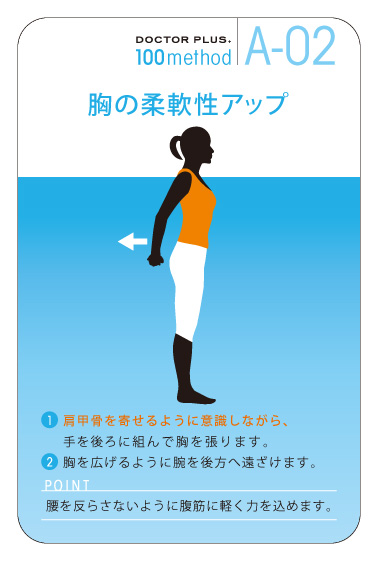 DOCTOR PLUS.
100method
A-02
胸の柔軟性アップ
1 肩甲骨を寄せるように意識しながら、
手を後ろに組んで胸を張ります。
2 胸を広げるように腕を後方へ遠ざけます。
POINT
腰を反らさないように腹筋に軽く力を込めます。